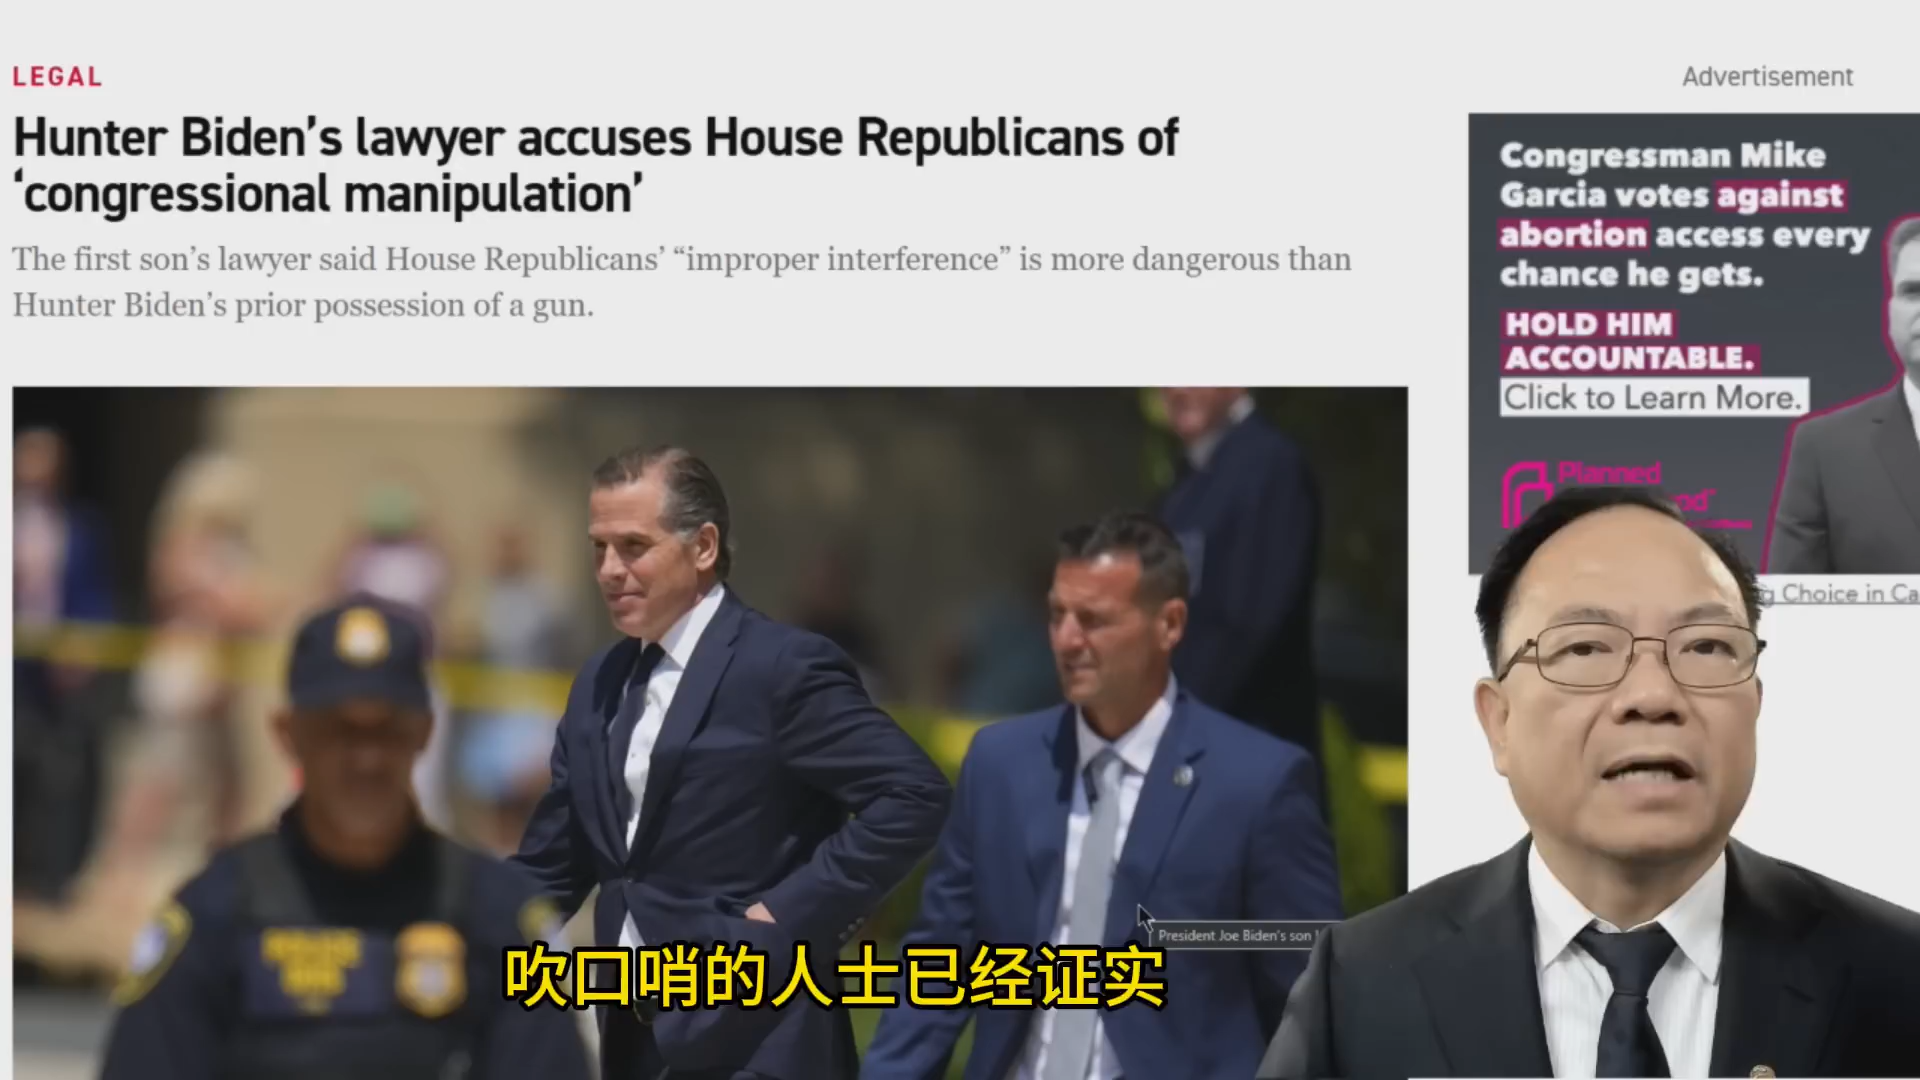 LEGAL
Hunter Biden’s lawyer accuses House Republicans of
‘congressional manipulation’
The first son’s lawyer said House Republicans’ “improper interference” is more dangerous than
Hunter Biden’s prior possession of a gun.
Advertisement
Congressman Mike
Garcia votes against
abortion access every
chance he gets.
HOLD HIM
ACCOUNTABLE.
Click to Learn More.
Planned
Choice in Ca
President Joe Biden's son
吹口哨的人士已经证实